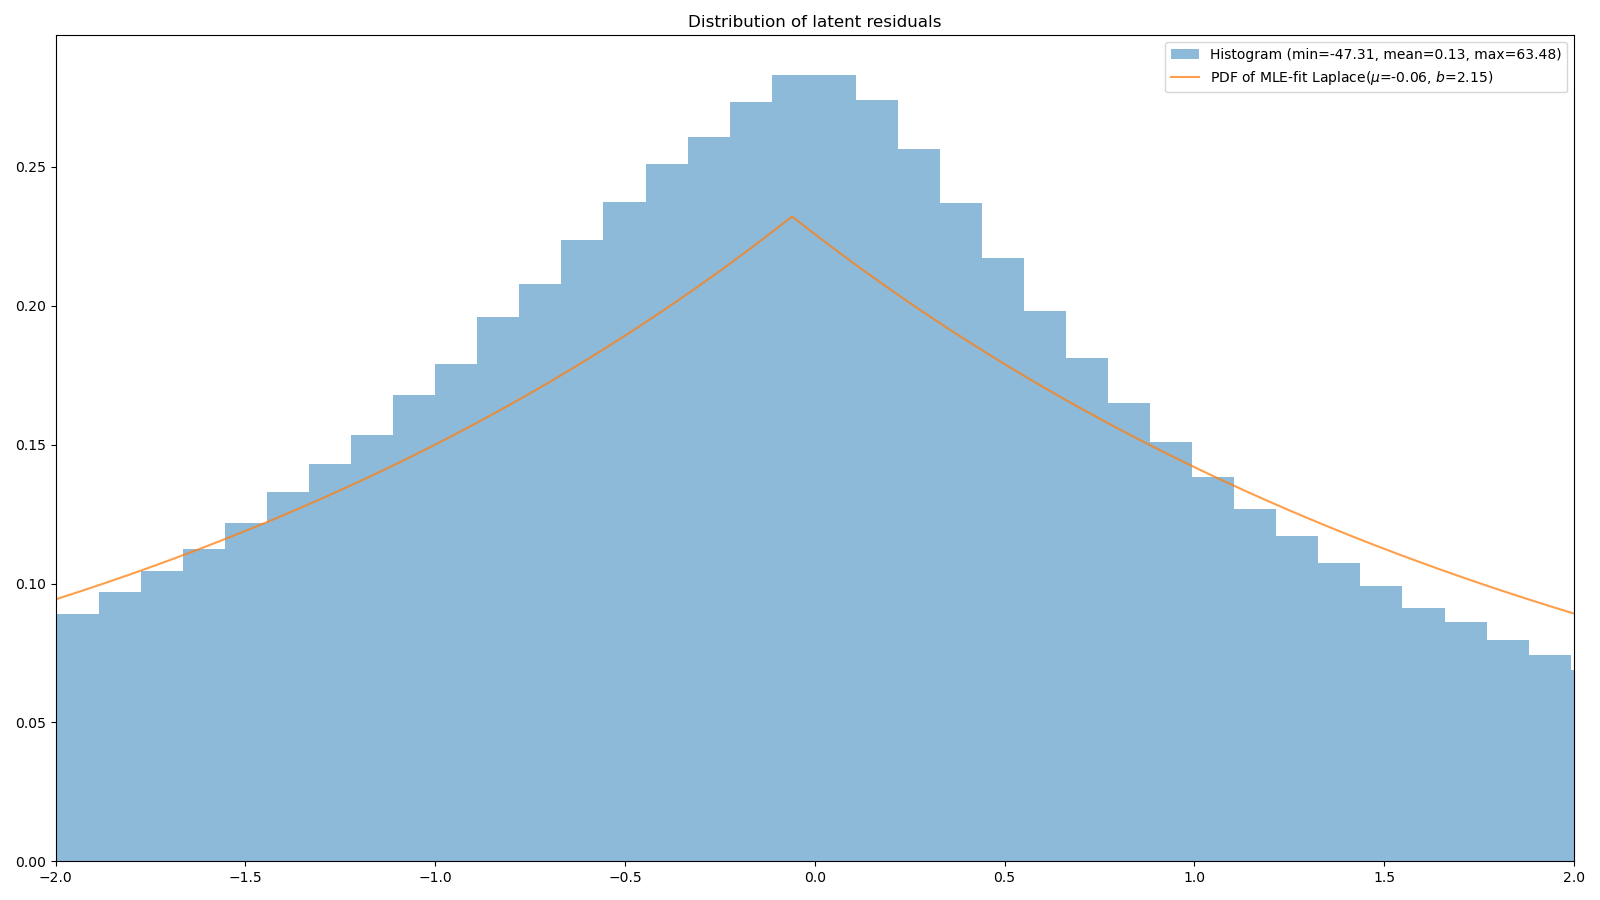 Distribution of latent residuals
Histogram (min=-47.31, mean=0.13, max=63.48)
PDF of MLE-fit Laplace(μ=-0.06, b=2.15)
0.25
0.20
0.15
0.10
0.05
0.00
−2.0 −1.5 −1.0 −0.5 0.0 0.5 1.0 1.5 2.0